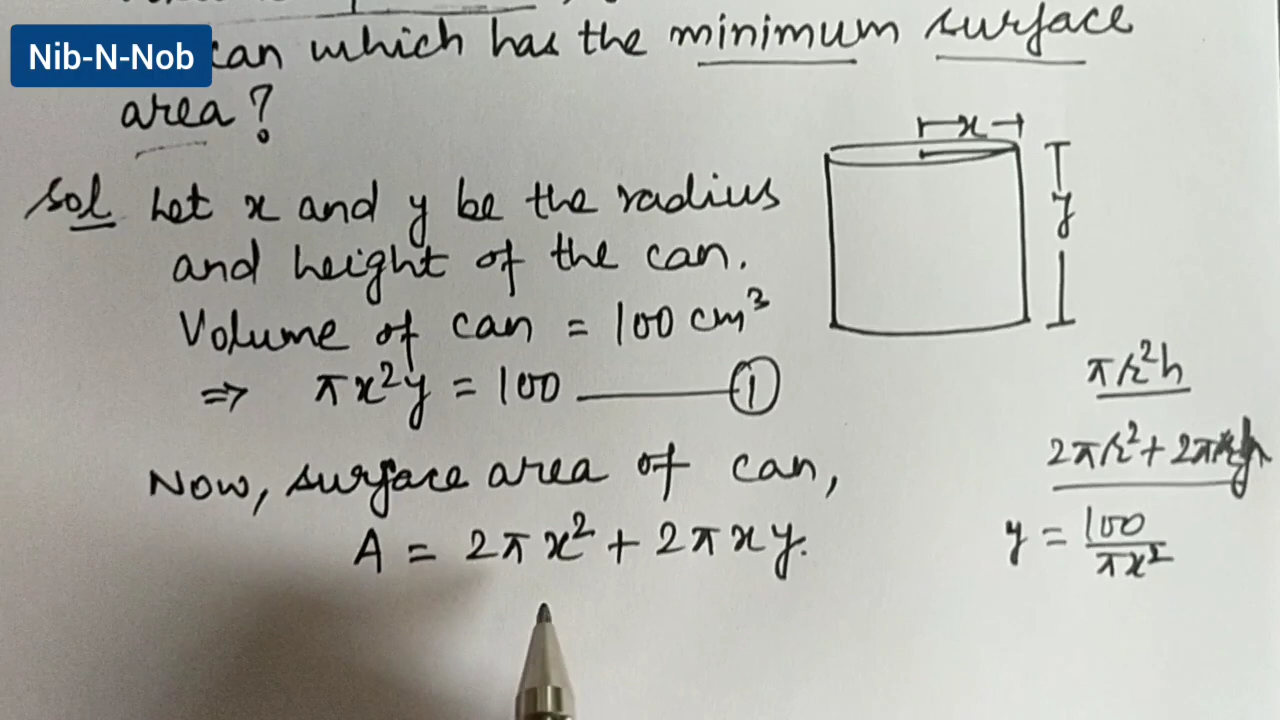 can which has the minimum surface
Nib-N-Nob
area?
Sol Let x and y be the radius
and height of the can.
Volume of can = 100 cm³
⇒ πx²y = 100 ——— ①
Now, surface area of can,
A = 2πx² + 2πxy.
x
y
πr²h
2πr² + 2π
y = 100/πx²